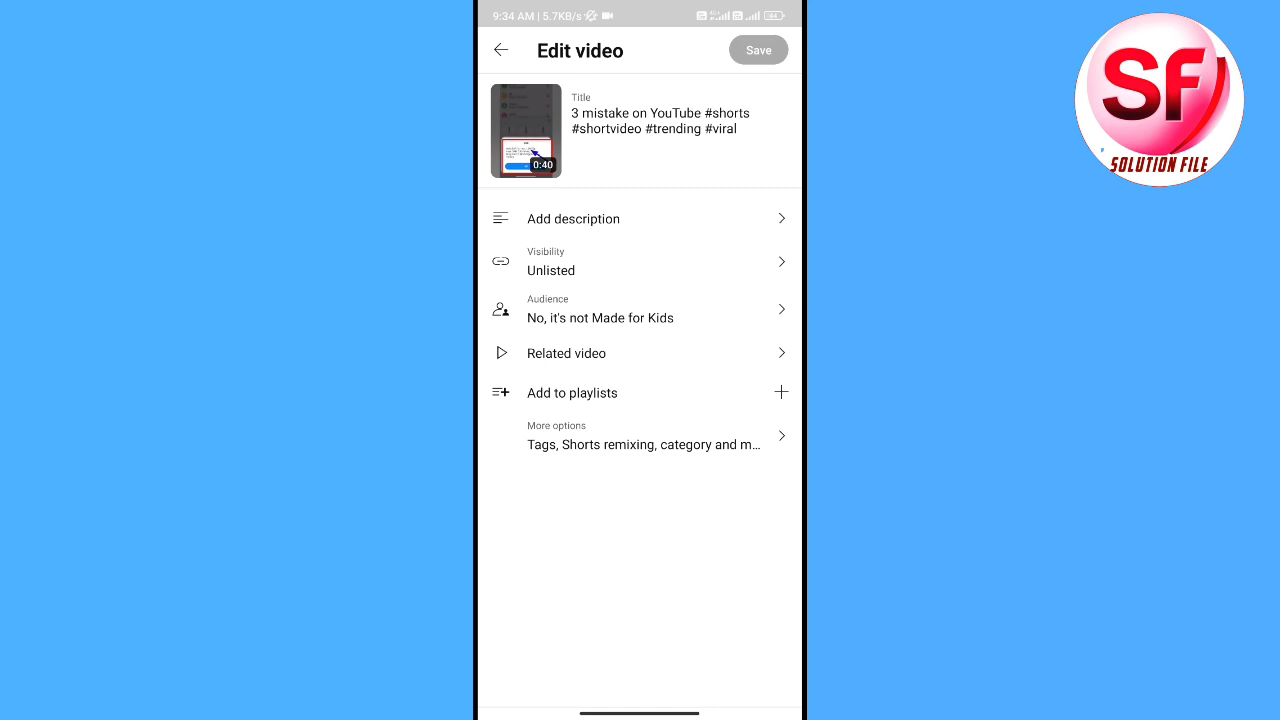 9:34 AM | 5.7KB/s
44
Edit video
Save
Title
3 mistake on YouTube #shorts
#shortvideo #trending #viral
0:40
Add description
Visibility
Unlisted
Audience
No, it's not Made for Kids
Related video
Add to playlists
More options
Tags, Shorts remixing, category and m...
SF
SOLUTION FILE